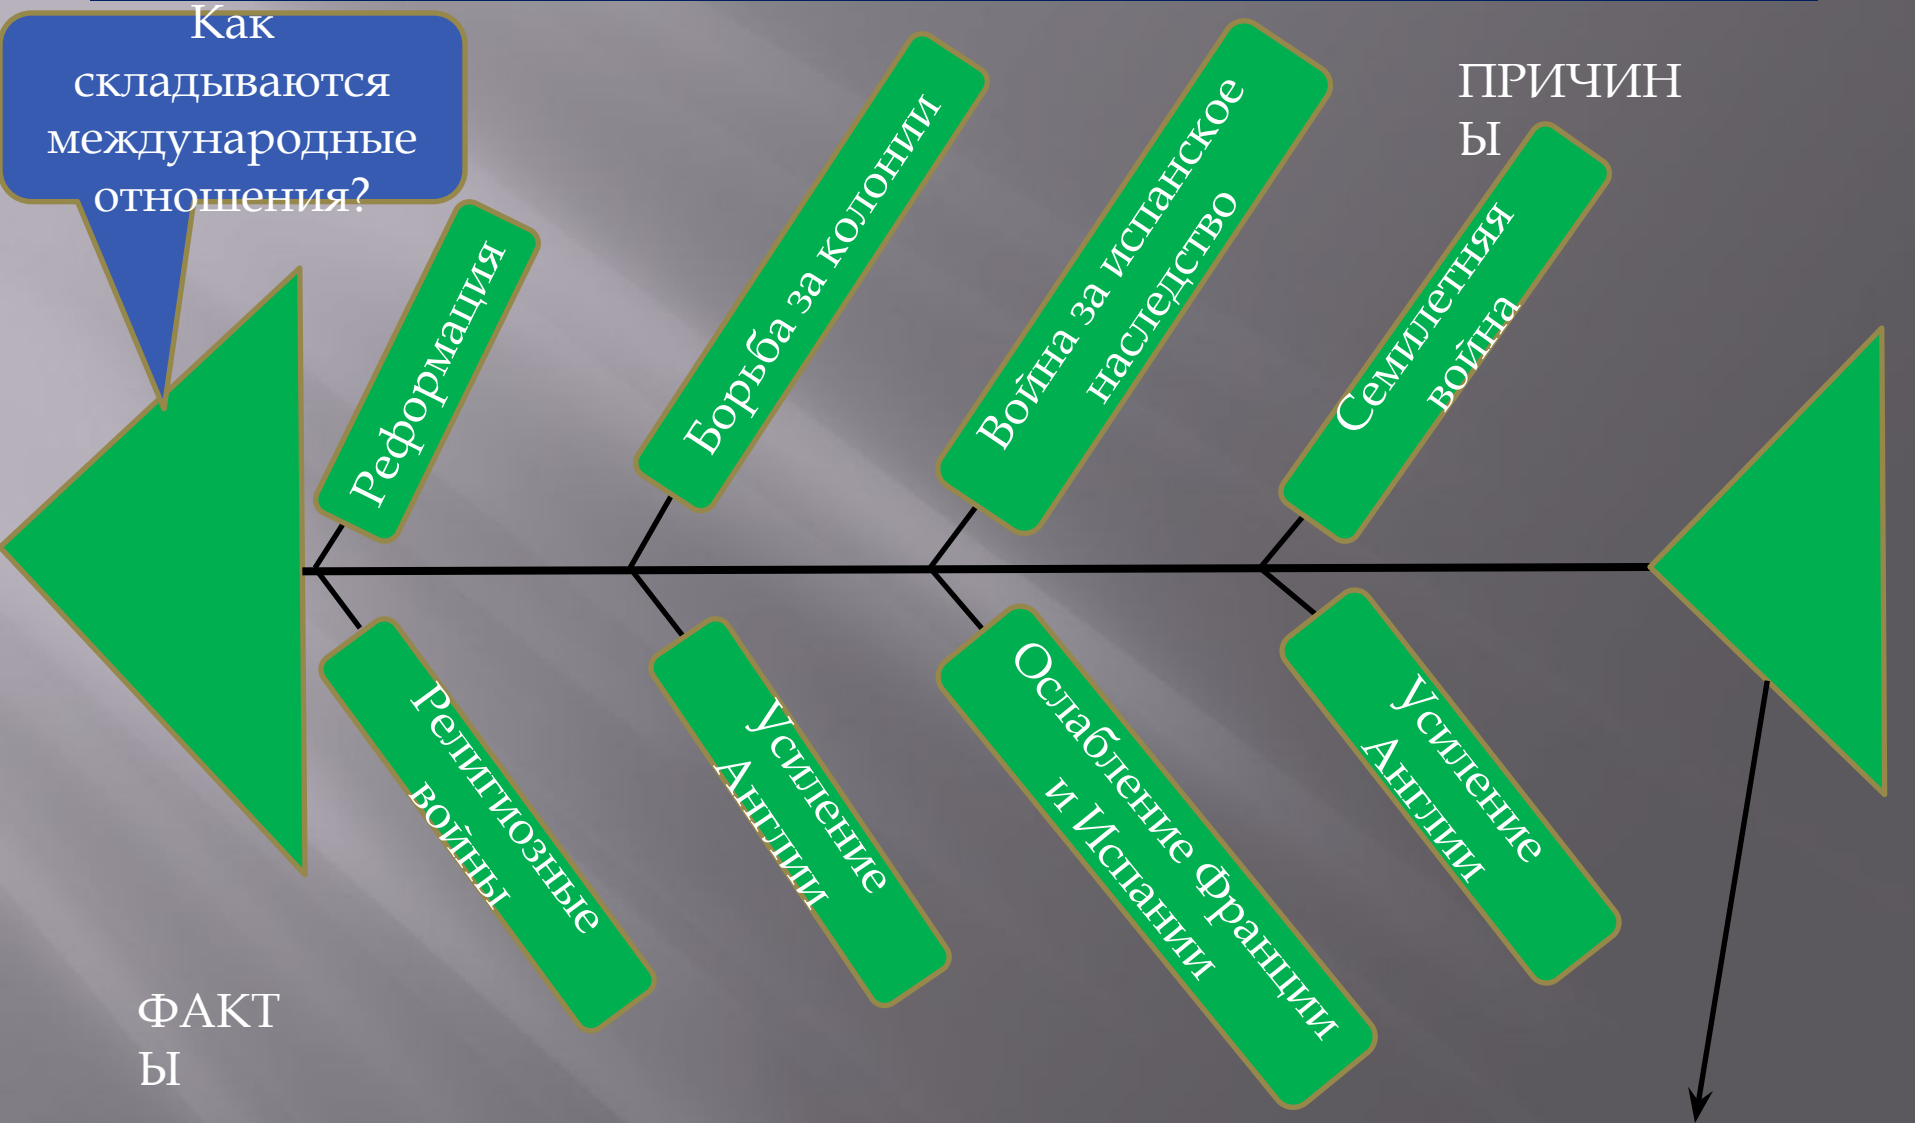 Как
складываются
международные
отношения?
ПРИЧИН
Ы
Реформация
Борьба за колонии
Война за испанское
наследство
Семилетняя
война
Религиозные
войны
Усиление
Англии
Ослабление Франции
и Испании
Усиление
Англии
ФАКТ
Ы